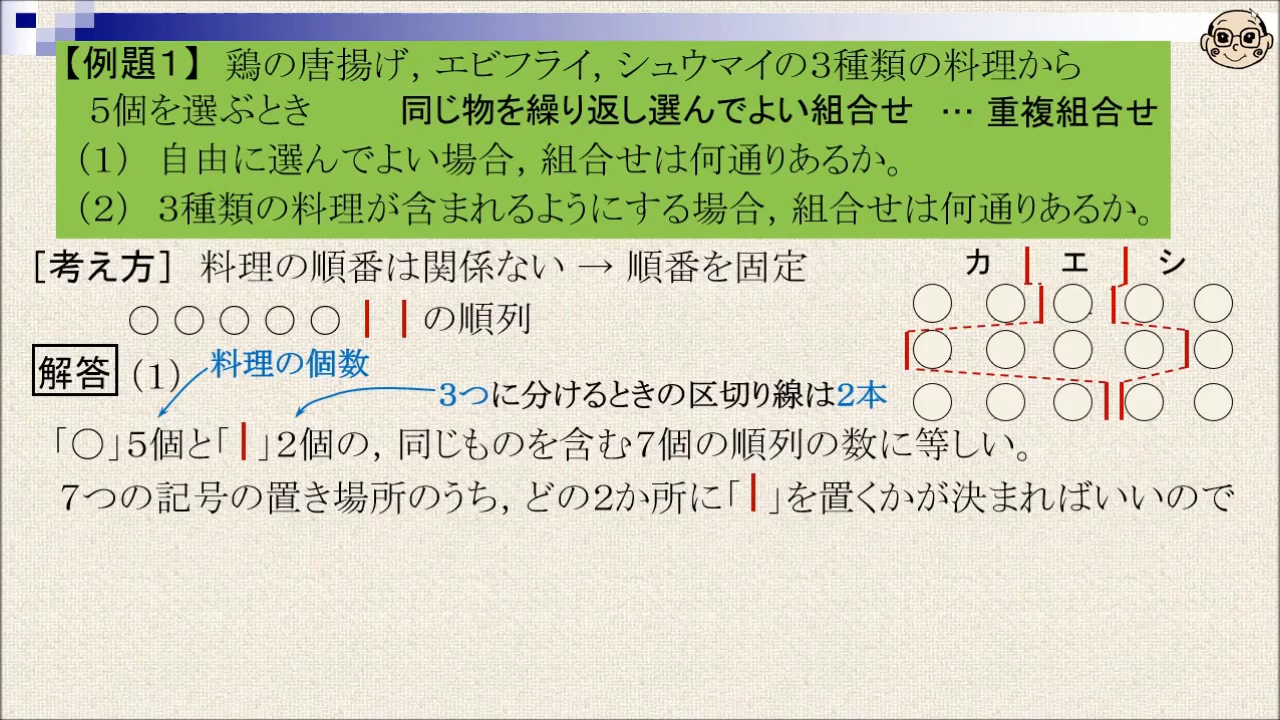 【例題1】 鶏の唐揚げ, エビフライ, シュウマイの3種類の料理から
5個を選ぶとき 同じ物を繰り返し選んでよい組合せ … 重複組合せ
(1) 自由に選んでよい場合, 組合せは何通りあるか。
(2) 3種類の料理が含まれるようにする場合, 組合せは何通りあるか。
[考え方] 料理の順番は関係ない → 順番を固定
カ | エ | シ
○ ○ ○ ○ ○ | | の順列
解答 (1) 料理の個数
3つに分けるときの区切り線は2本
「○」5個と「|」2個の, 同じものを含む7個の順列の数に等しい。
7つの記号の置き場所のうち, どの2か所に「|」を置くかが決まればいいので